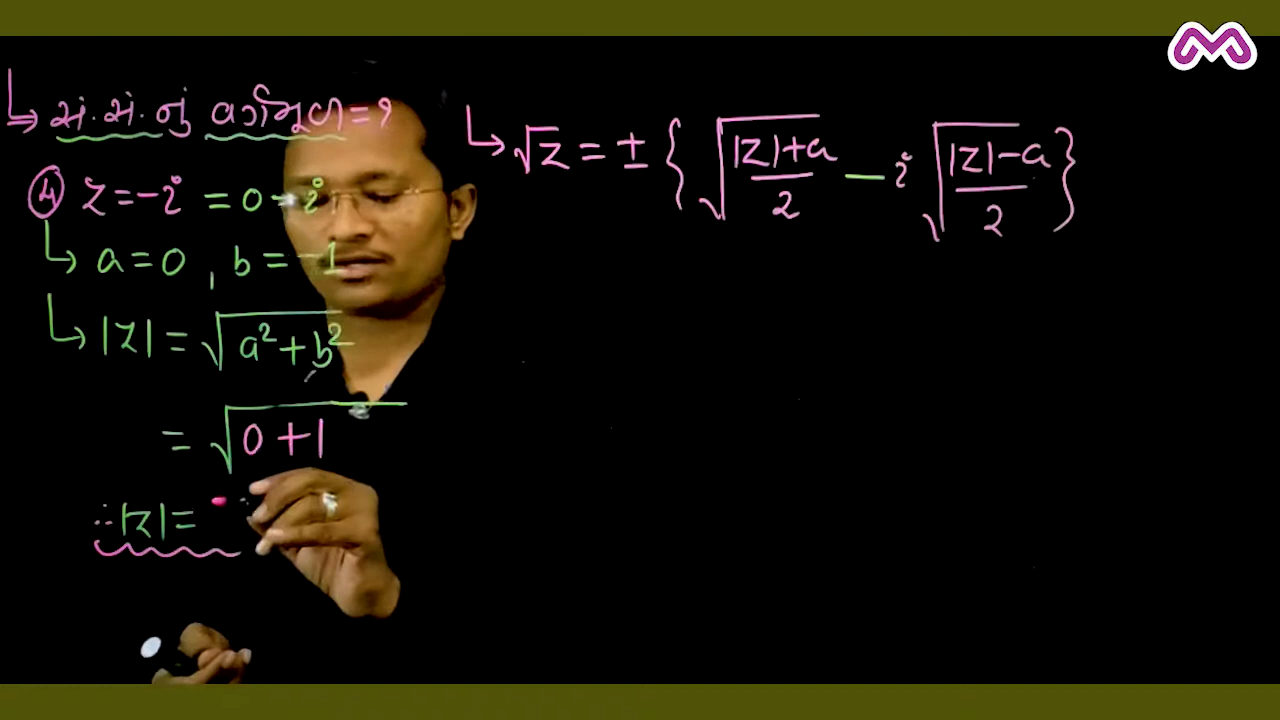 ↳ સં.સં.નું વર્ગમૂળ = ?
④ z = -i = 0 - i
↳ a = 0 , b = -1
↳ |z| = √(a² + b²)
= √(0 + 1)
∴ |z| =
↳ √z = ± { √((|z|+a)/2) - i √((|z|-a)/2) }